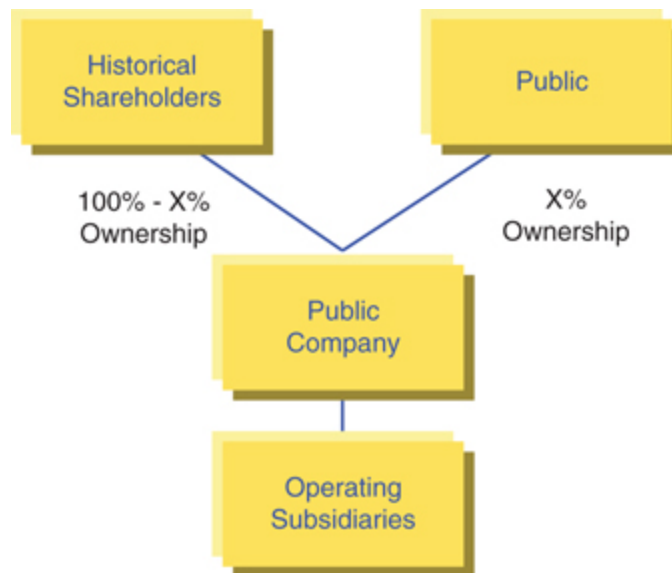 Historical
Shareholders
Public
100% - X%
Ownership
X%
Ownership
Public
Company
Operating
Subsidiaries